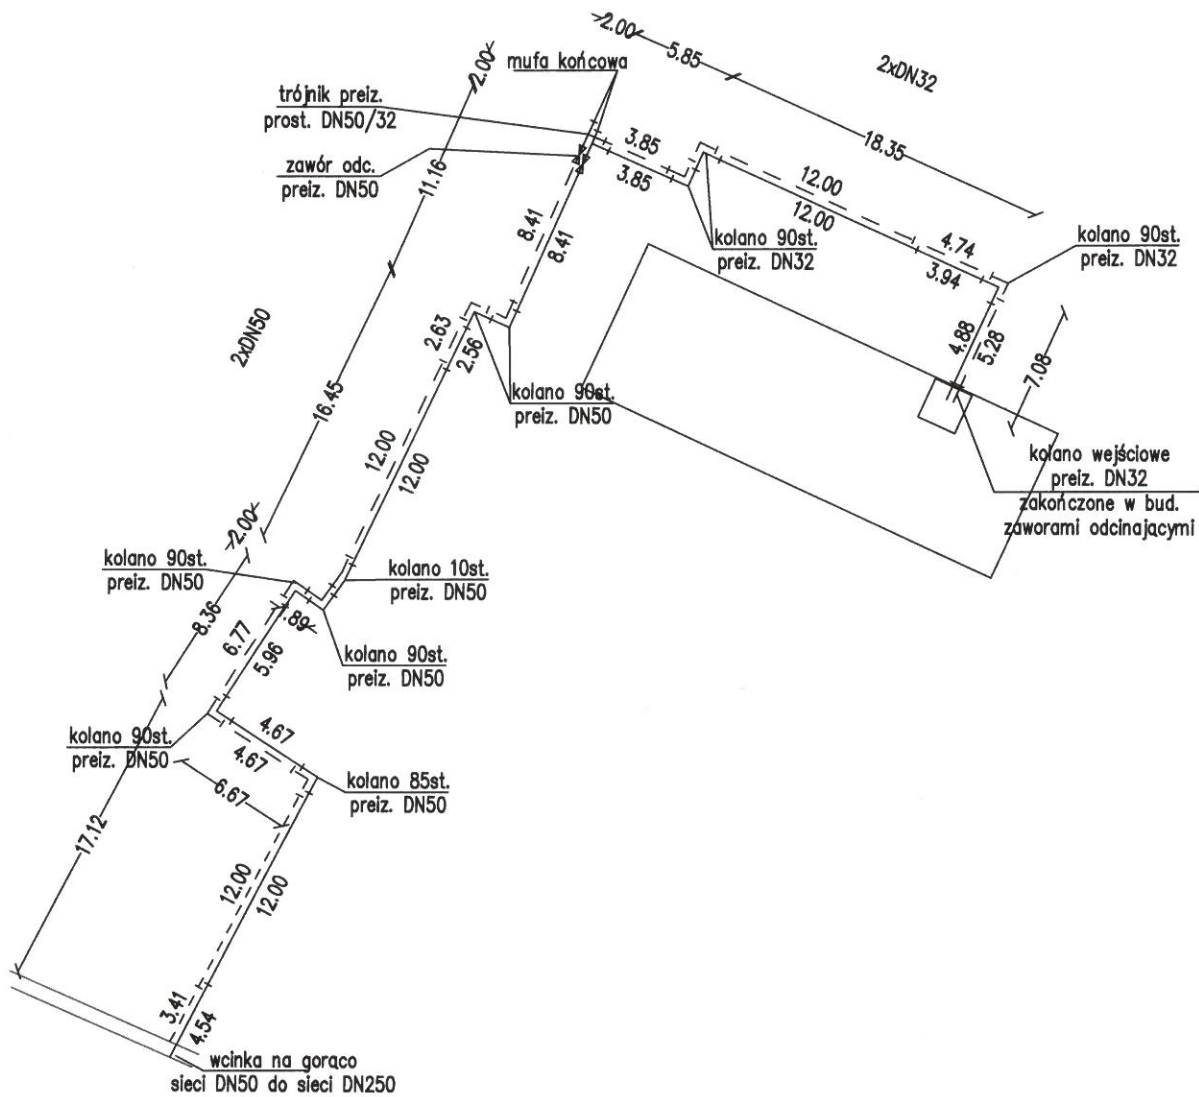 2.00
5.85
2xDN32
18.35
mufa końcowa
2.00
trójnik preiz.
prost. DN50/32
zawór odc.
preiz. DN50
11.16
3.85
3.85
12.00
12.00
kolano 90st.
preiz. DN32
4.74
3.94
kolano 90st.
preiz. DN32
8.41
8.41
4.88
5.28
7.08
2xDN50
2.63
2.56
16.45
kolano 90st.
preiz. DN50
kolano wejściowe
preiz. DN32
zakończone w bud.
zaworami odcinającymi
12.00
12.00
2.00
kolano 90st.
preiz. DN50
kolano 10st.
preiz. DN50
8.36
6.77
.89
5.96
kolano 90st.
preiz. DN50
kolano 90st.
preiz. DN50
4.67
4.67
6.67
kolano 85st.
preiz. DN50
17.12
12.00
12.00
3.41
4.54
wcinka na gorąco
sieci DN50 do sieci DN250